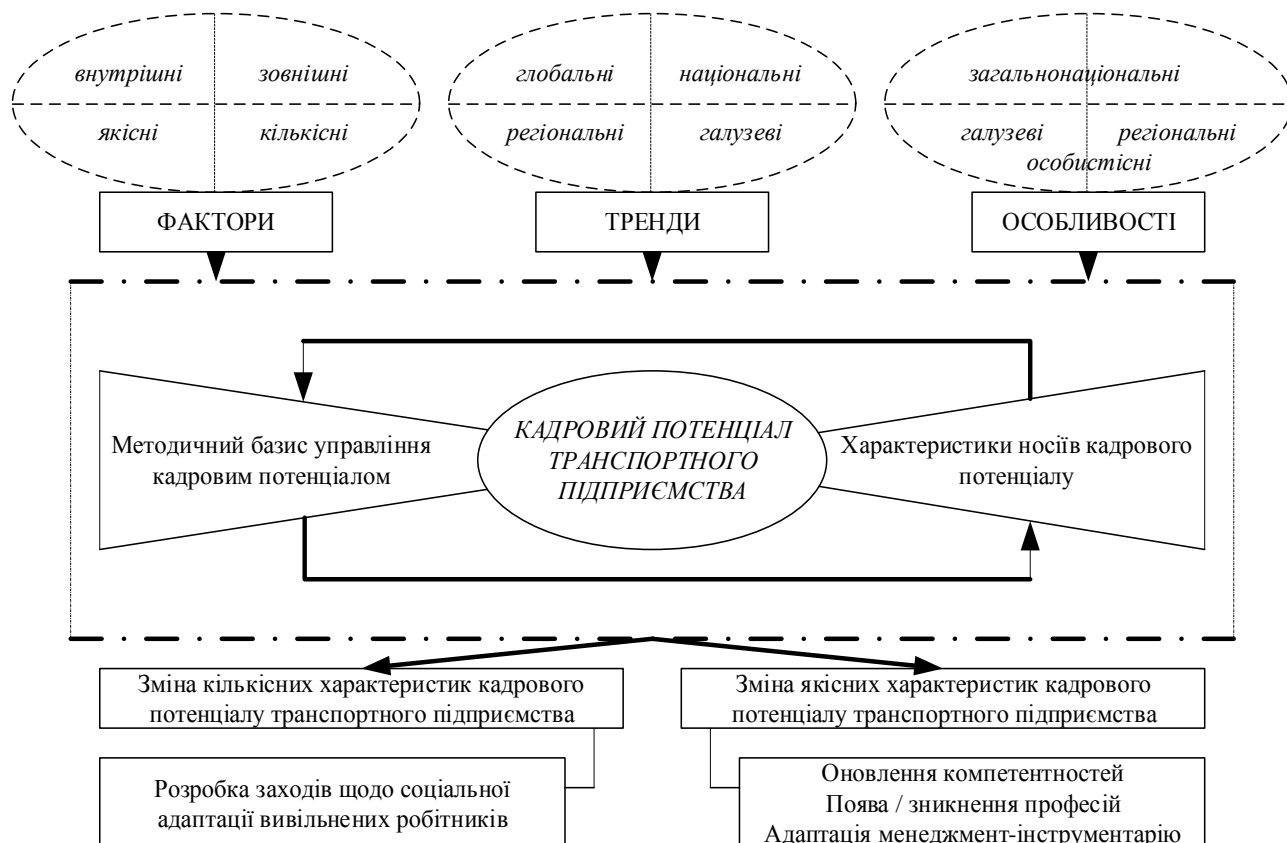 внутрішні
зовнішні
якісні
кількісні
глобальні
національні
регіональні
галузеві
загальнонаціональні
галузеві
регіональні
особистісні
ФАКТОРИ
ТРЕНДИ
ОСОБЛИВОСТІ
Методичний базис управління
кадровим потенціалом
КАДРОВИЙ ПОТЕНЦІАЛ
ТРАНСПОРТНОГО
ПІДПРИЄМСТВА
Характеристики носіїв кадрового
потенціалу
Зміна кількісних характеристик кадрового
потенціалу транспортного підприємства
Зміна якісних характеристик кадрового
потенціалу транспортного підприємства
Розробка заходів щодо соціальної
адаптації вивільнених робітників
Оновлення компетентностей
Поява / зникнення професій
Адаптація менеджмент-інструментарію